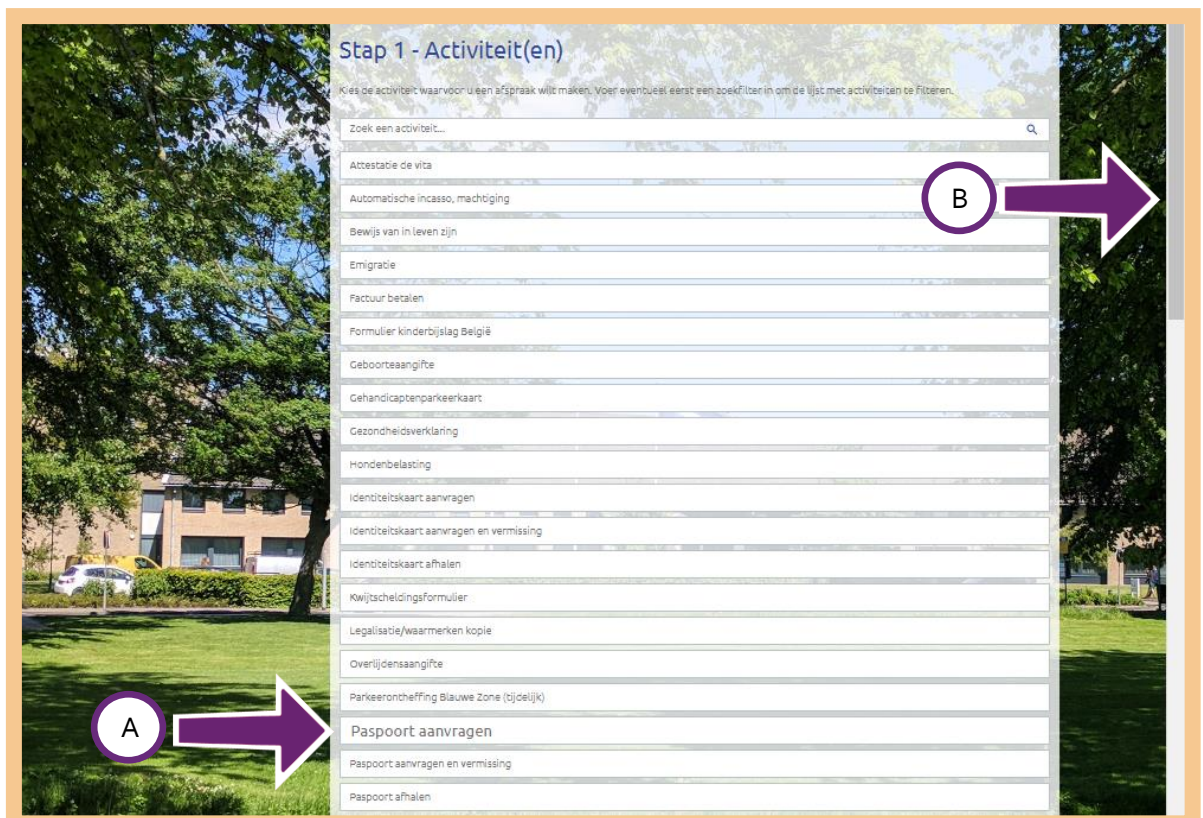 Stap 1 - Activiteit(en)
Kies de activiteit waarvoor u een afspraak wilt maken. Voer eventueel eerst een zoekfilter in om de lijst met activiteiten te filteren.
Zoek een activiteit...
Attestatie de vita
Automatische incasso, machtiging
B
Bewijs van in leven zijn
Emigratie
Factuur betalen
Formulier kinderbijslag België
Geboorteaangifte
Gehandicaptenparkeerkaart
Gezondheidsverklaring
Hondenbelasting
Identiteitskaart aanvragen
Identiteitskaart aanvragen en vermissing
Identiteitskaart afhalen
Kwijtscheldingsformulier
Legalisatie/waarmerken kopie
Overlijdensaangifte
Parkeerontheffing Blauwe Zone (tijdelijk)
A
Paspoort aanvragen
Paspoort aanvragen en vermissing
Paspoort afhalen